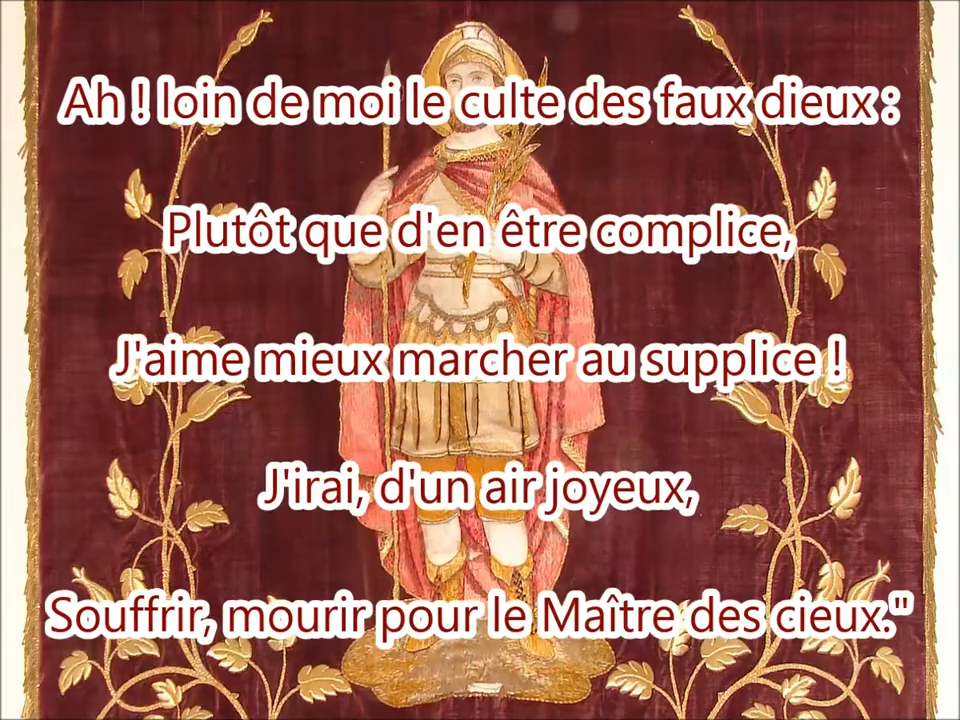 Ah ! loin de moi le culte des faux dieux :
Plutôt que d'en être complice,
J'aime mieux marcher au supplice !
J'irai, d'un air joyeux,
Souffrir, mourir pour le Maître des cieux."